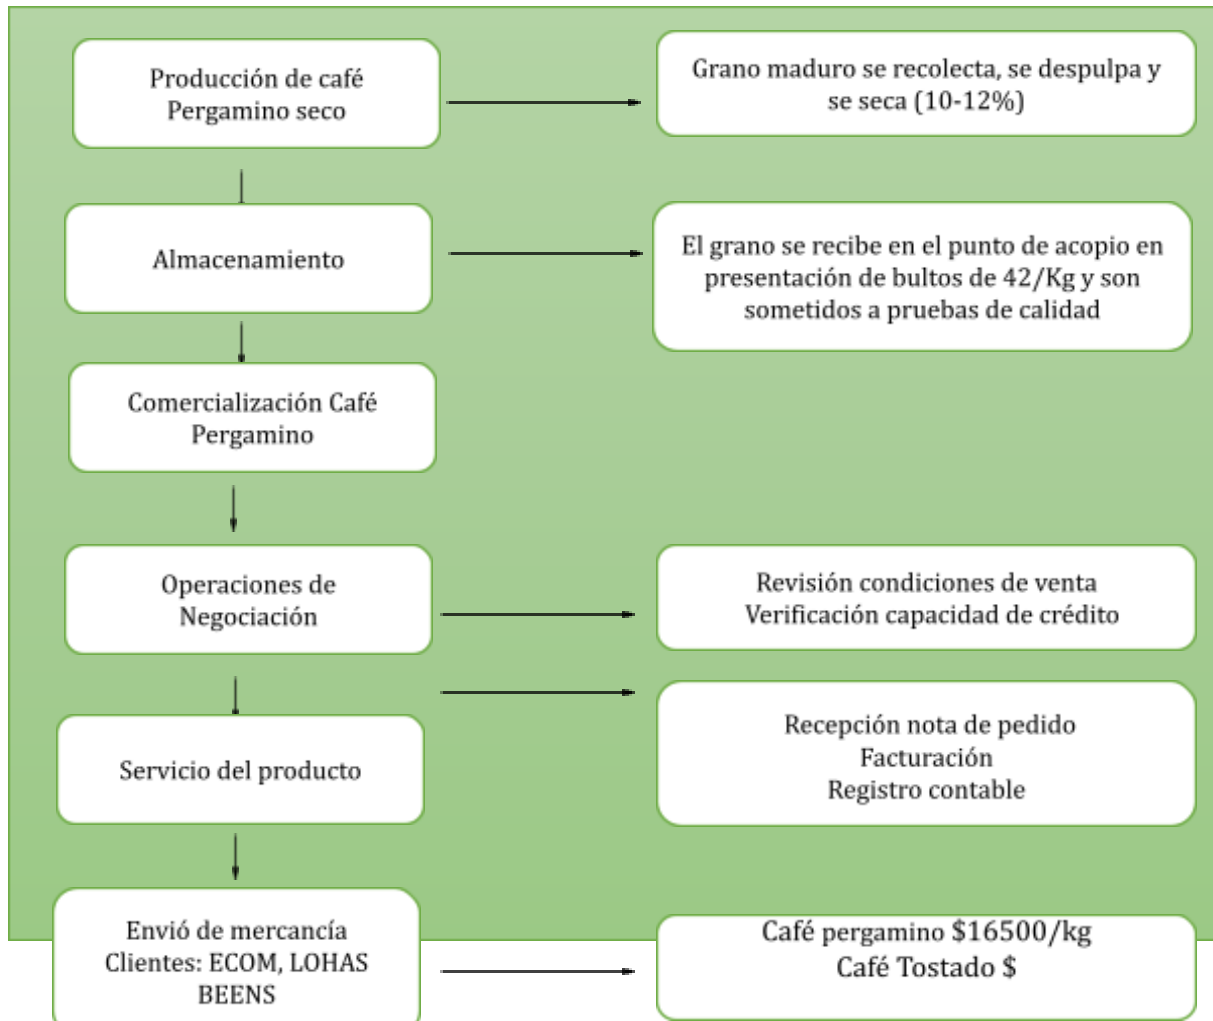 Producción de café
Pergamino seco
Grano maduro se recolecta, se despulpa y
se seca (10-12%)
Almacenamiento
El grano se recibe en el punto de acopio en
presentación de bultos de 42/Kg y son
sometidos a pruebas de calidad
Comercialización Café
Pergamino
Operaciones de
Negociación
Revisión condiciones de venta
Verificación capacidad de crédito
Servicio del producto
Recepción nota de pedido
Facturación
Registro contable
Envió de mercancía
Clientes: ECOM, LOHAS
BEENS
Café pergamino $16500/kg
Café Tostado $